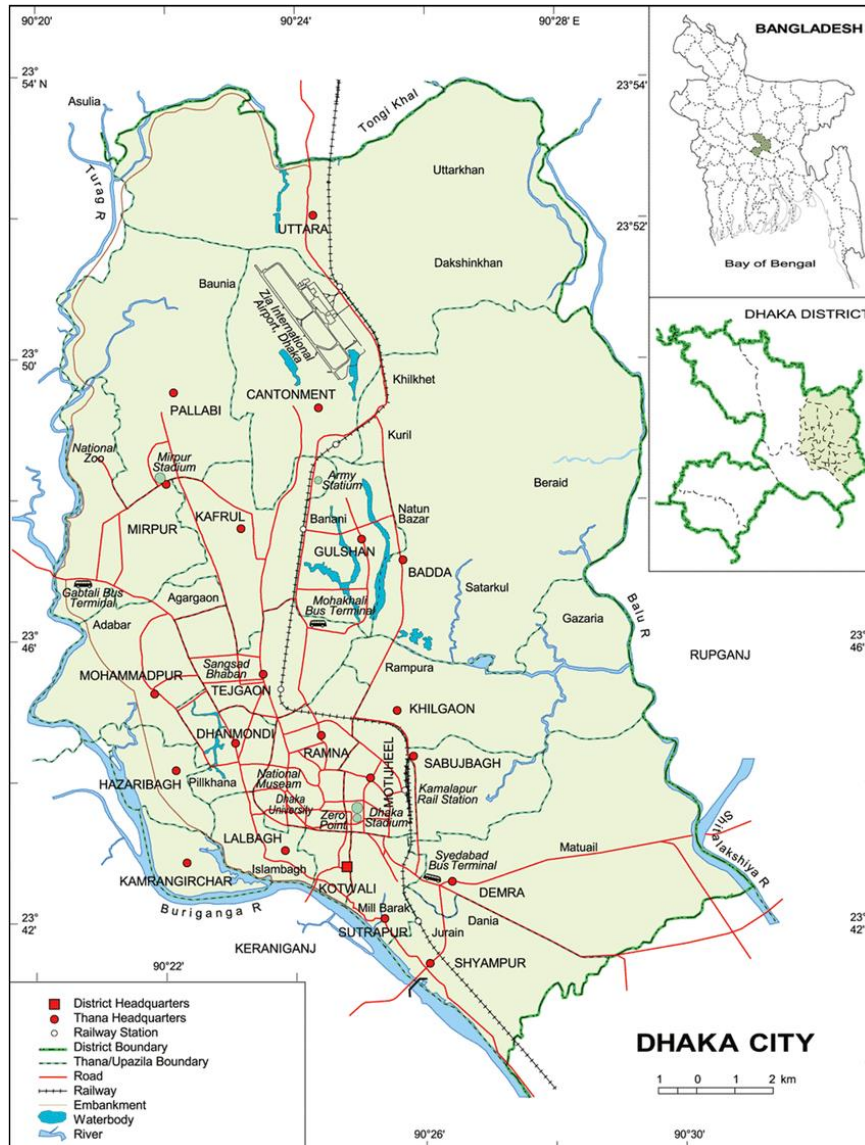 90°20'
90°24'
90°28' E
23°
54' N
Asulia
Turag R
Tongi Khal
Uttarkhan
UTTARA
Dakshinkhan
Baunia
Zia International
Airport, Dhaka
23°
50'
Khilkhet
PALLABI
CANTONMENT
Kuril
National
Zoo
Mirpur
Stadium
Army
Statium
Beraid
MIRPUR
KAFRUL
Banani
Natun
Bazar
GULSHAN
BADDA
Gabtali Bus
Terminal
Agargaon
Mohakhali
Bus Terminal
Satarkul
Gazaria
Adabar
Balu R
23°
46'
MOHAMMADPUR
Sangsad
Bhaban
TEJGAON
Rampura
RUPGANJ
KHILGAON
DHANMONDI
RAMNA
MOTIJHEEL
SABUJBAGH
HAZARIBAGH
Pillkhana
National
Museam
Kamalapur
Rail Station
Dhaka
University
Zero
Point
Dhaka
Stadium
LALBAGH
Matuail
Shitalakshiya R
Syedabad
Bus Terminal
KAMRANGIRCHAR
Islambagh
KOTWALI
DEMRA
Buriganga R
Mill Barak
Dania
23°
42'
SUTRAPUR
Jurain
KERANIGANJ
SHYAMPUR
90°22'
BANGLADESH
23°54'
23°52'
Bay of Bengal
DHAKA DISTRICT
23°
46'
23°
42'
District Headquarters
Thana Headquarters
Railway Station
District Boundary
Thana/Upazila Boundary
Road
Railway
Embankment
Waterbody
River
DHAKA CITY
1 0 1 2 km
90°26'
90°30'